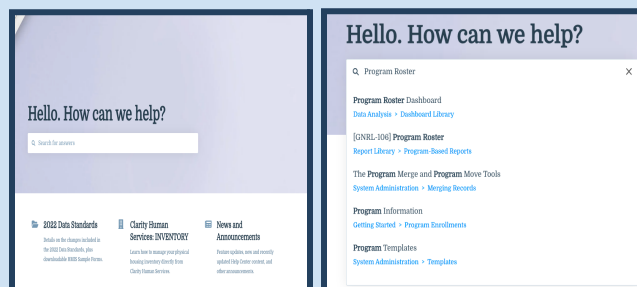 Hello. How can we help?
Search for answers
2022 Data Standards
Details on the changes included in
the 2022 Data Standards, plus
downloadable HMIS Sample Forms.
Clarity Human
Services: INVENTORY
Learn how to manage your physical
housing inventory directly from
Clarity Human Services.
News and
Announcements
Feature updates, new and recently
updated Help Center content, and
other announcements.
Hello. How can we help?
Program Roster
Program Roster Dashboard
Data Analysis > Dashboard Library
[GNRL-106] Program Roster
Report Library > Program-Based Reports
The Program Merge and Program Move Tools
System Administration > Merging Records
Program Information
Getting Started > Program Enrollments
Program Templates
System Administration > Templates